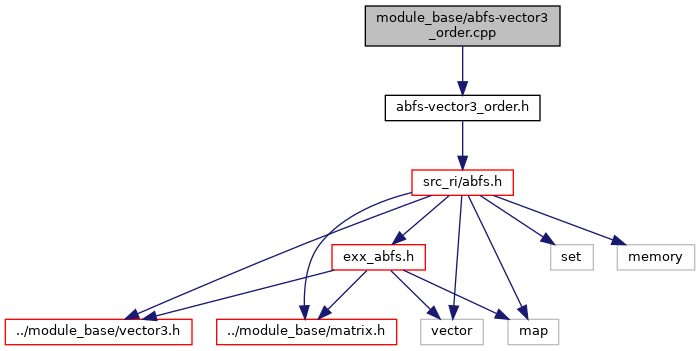 module_base/abfs-vector3
_order.cpp
abfs-vector3_order.h
src_ri/abfs.h
exx_abfs.h
set
memory
../module_base/vector3.h
../module_base/matrix.h
vector
map